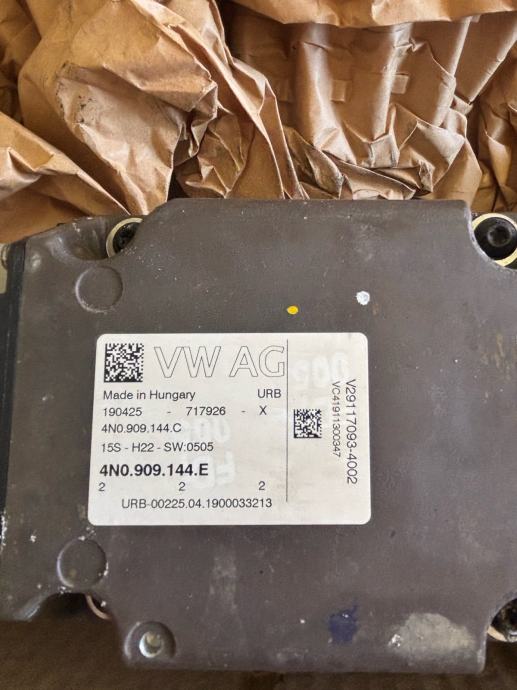 VW AG
Made in Hungary URB
190425 - 717926 - X
4N0.909.144.C
15S - H22 - SW:0505
4N0.909.144.E
2 2 2
URB-00225.04.1900033213
V29117093-4002
VC41911300347